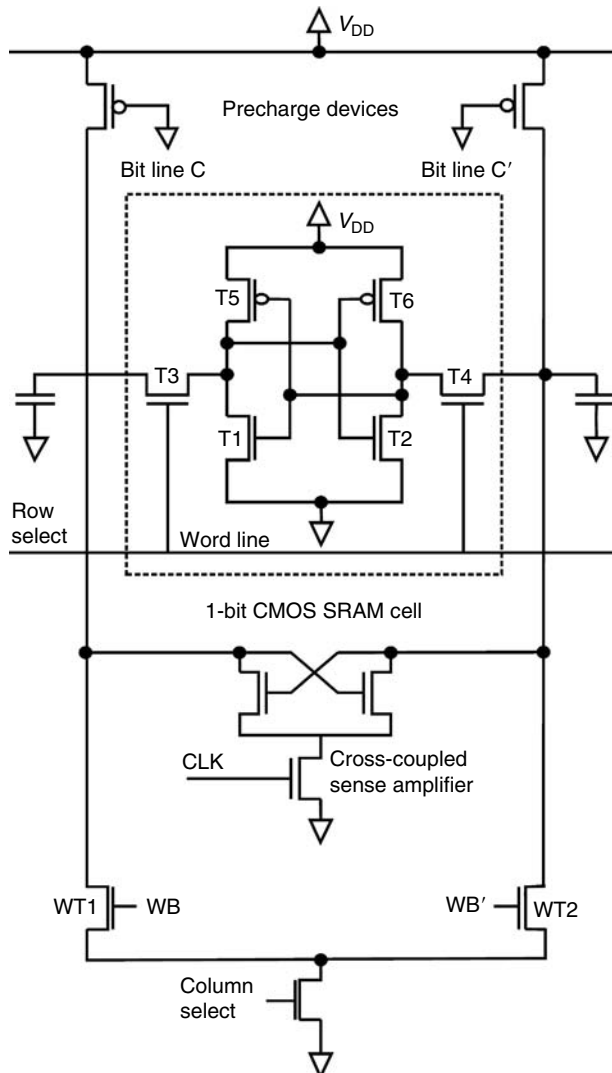 V_DD
Precharge devices
Bit line C
Bit line C′
V_DD
T5
T6
T3
T4
T1
T2
Row
select
Word line
1-bit CMOS SRAM cell
CLK
Cross-coupled
sense amplifier
WT1
WB
WB′
WT2
Column
select